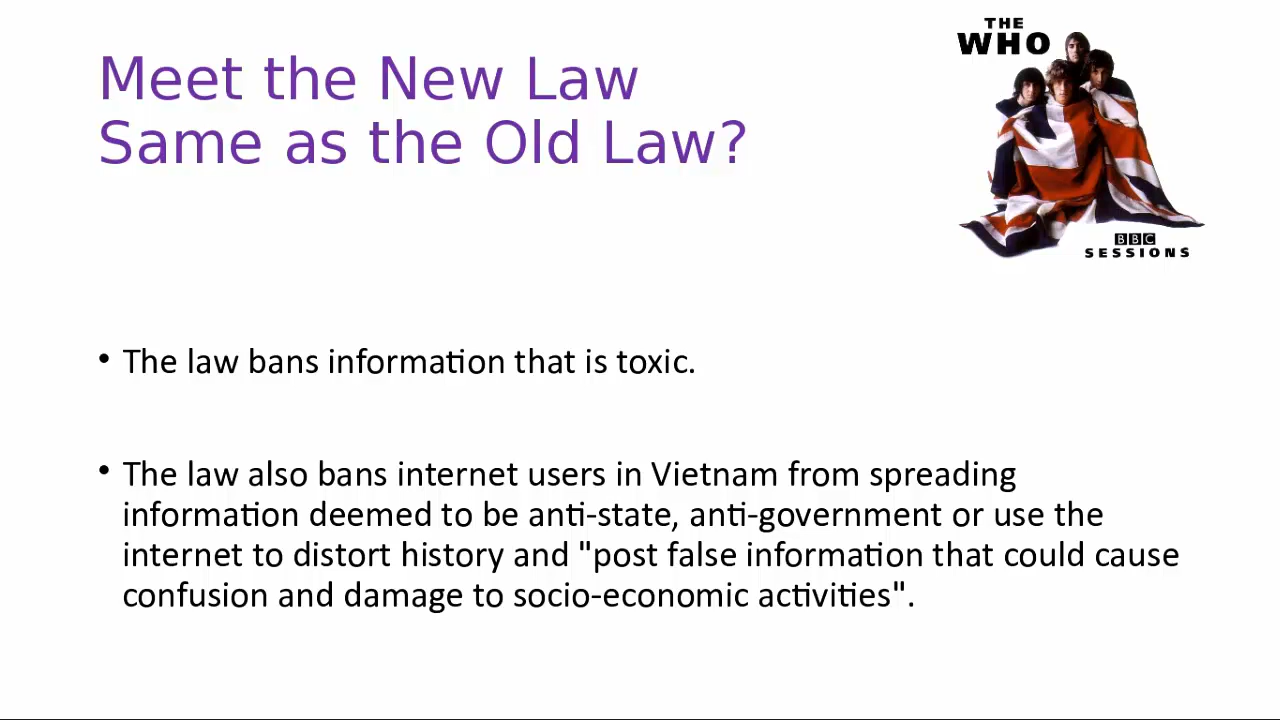 Meet the New Law
Same as the Old Law?
THE
WHO
BBC
SESSIONS
• The law bans information that is toxic.
• The law also bans internet users in Vietnam from spreading
information deemed to be anti-state, anti-government or use the
internet to distort history and "post false information that could cause
confusion and damage to socio-economic activities".